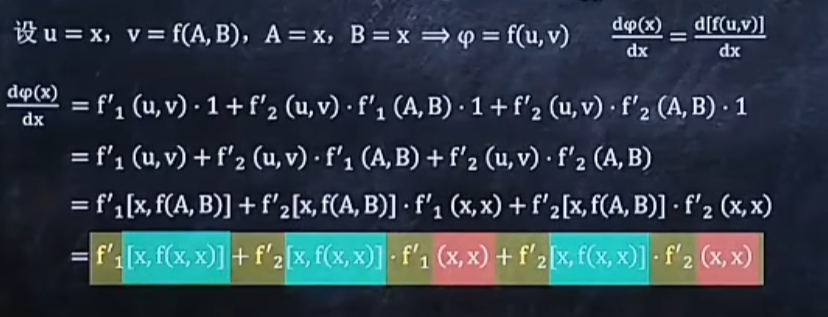 设 u = x, v = f(A, B), A = x, B = x ⟹ φ = f(u, v) dφ(x)/dx = d[f(u,v)]/dx
dφ(x)/dx = f'₁ (u, v) · 1 + f'₂ (u, v) · f'₁ (A, B) · 1 + f'₂ (u, v) · f'₂ (A, B) · 1
= f'₁ (u, v) + f'₂ (u, v) · f'₁ (A, B) + f'₂ (u, v) · f'₂ (A, B)
= f'₁[x, f(A, B)] + f'₂[x, f(A, B)] · f'₁ (x, x) + f'₂[x, f(A, B)] · f'₂ (x, x)
= f'₁[x, f(x, x)] + f'₂[x, f(x, x)] · f'₁ (x, x) + f'₂[x, f(x, x)] · f'₂ (x, x)